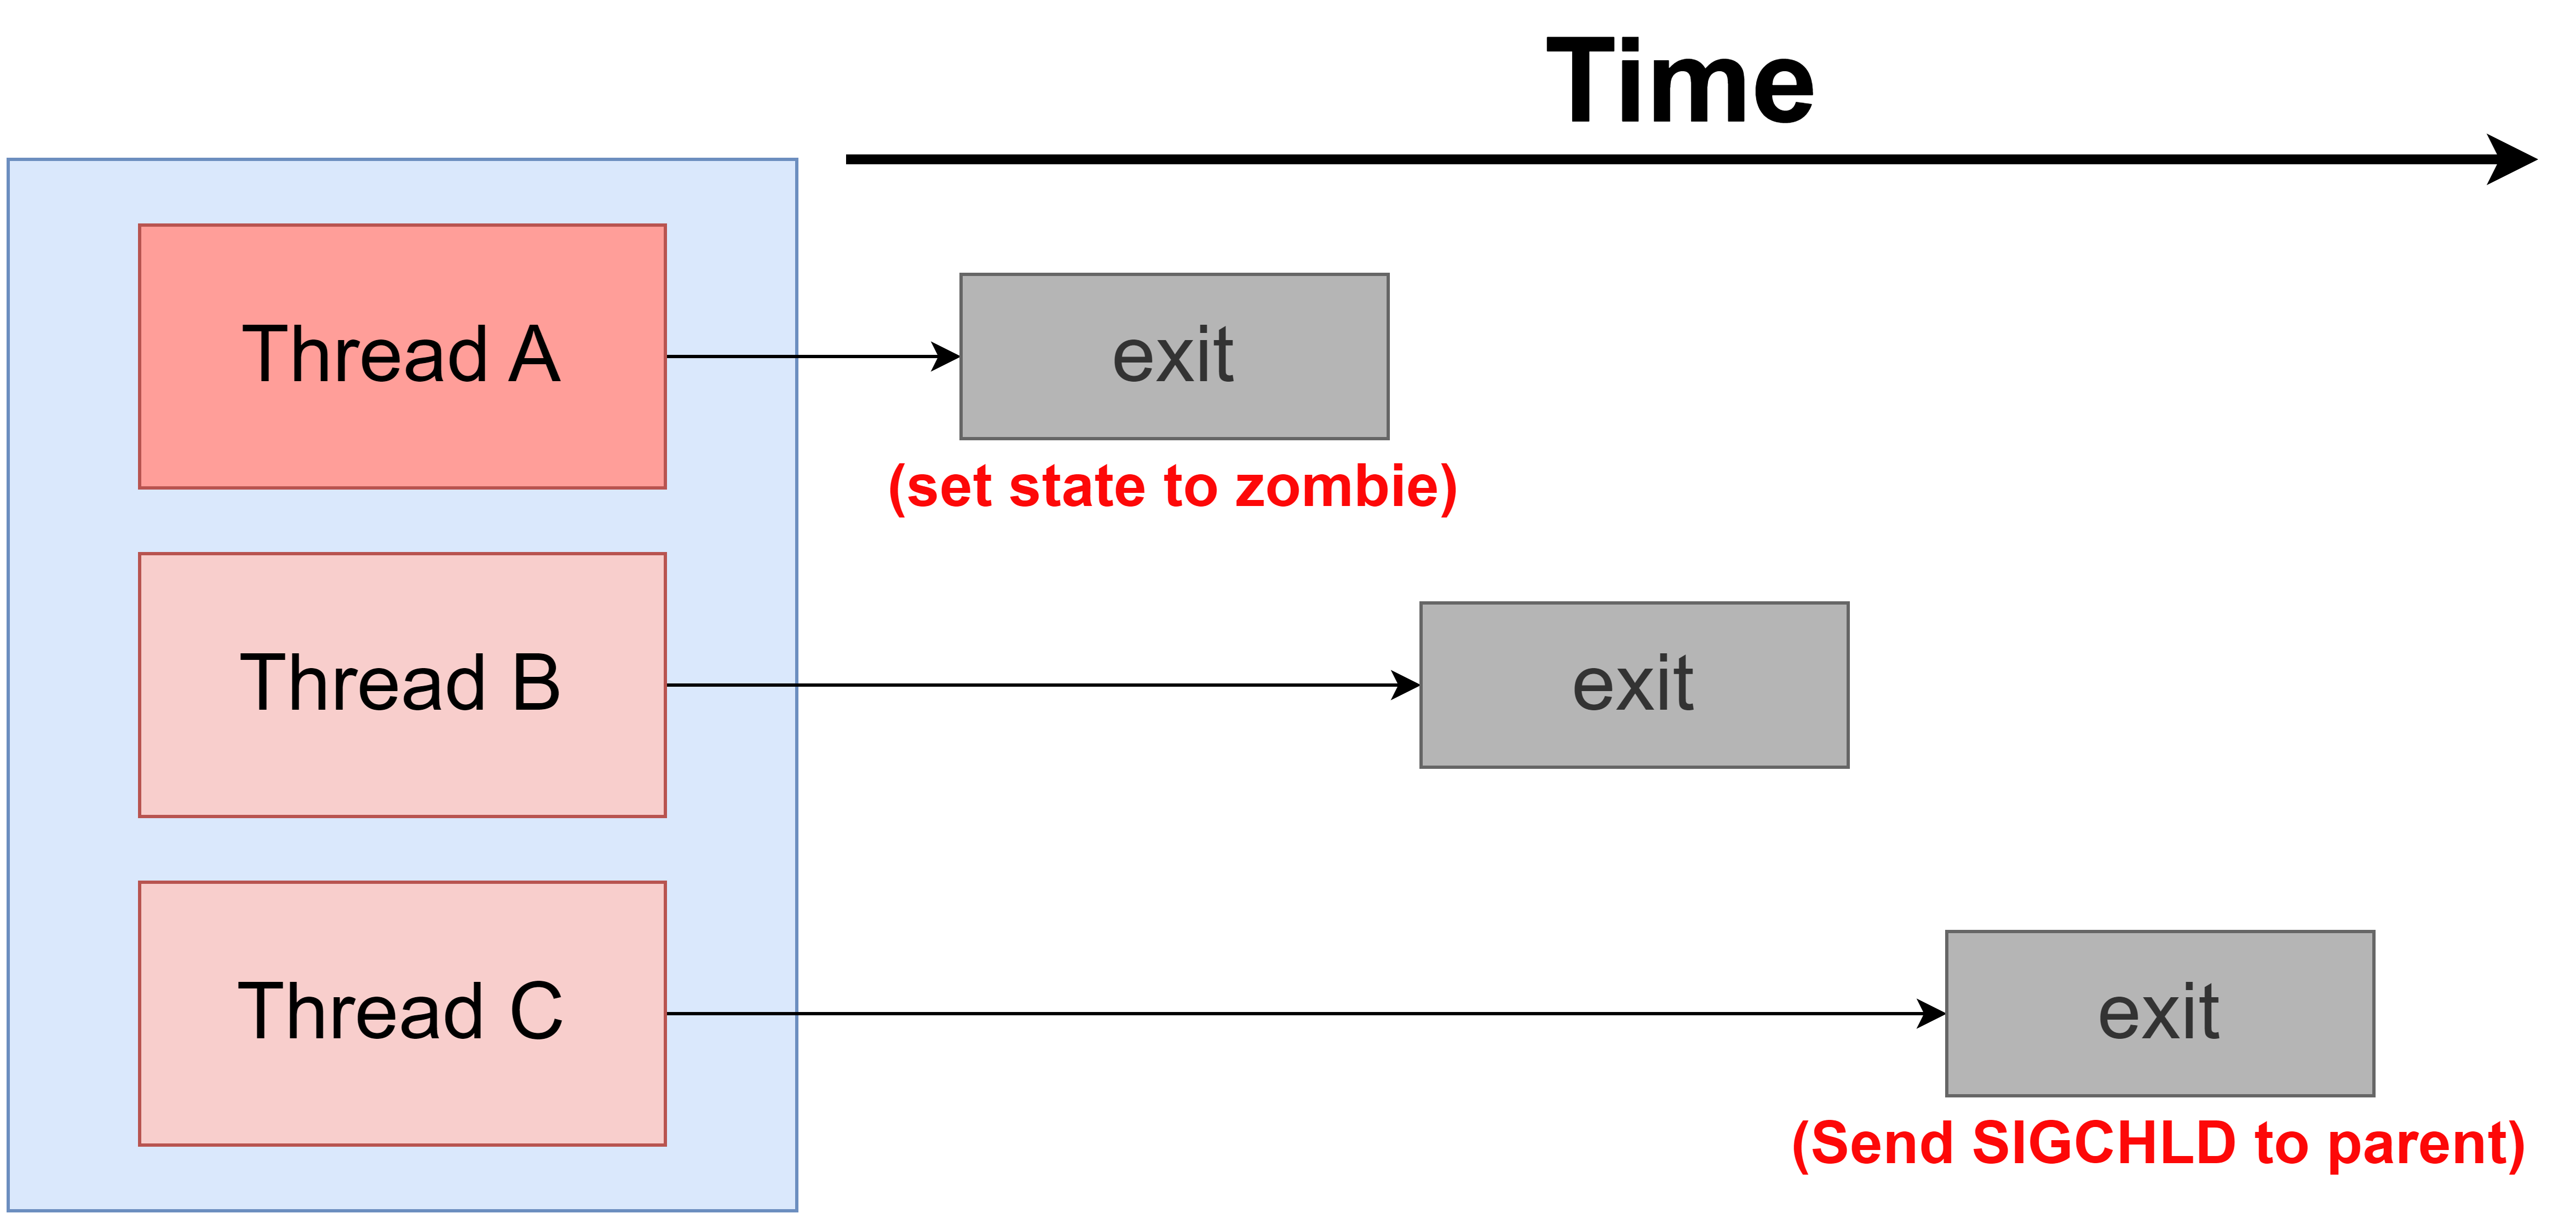 Time
Thread A
exit
(set state to zombie)
Thread B
exit
Thread C
exit
(Send SIGCHLD to parent)